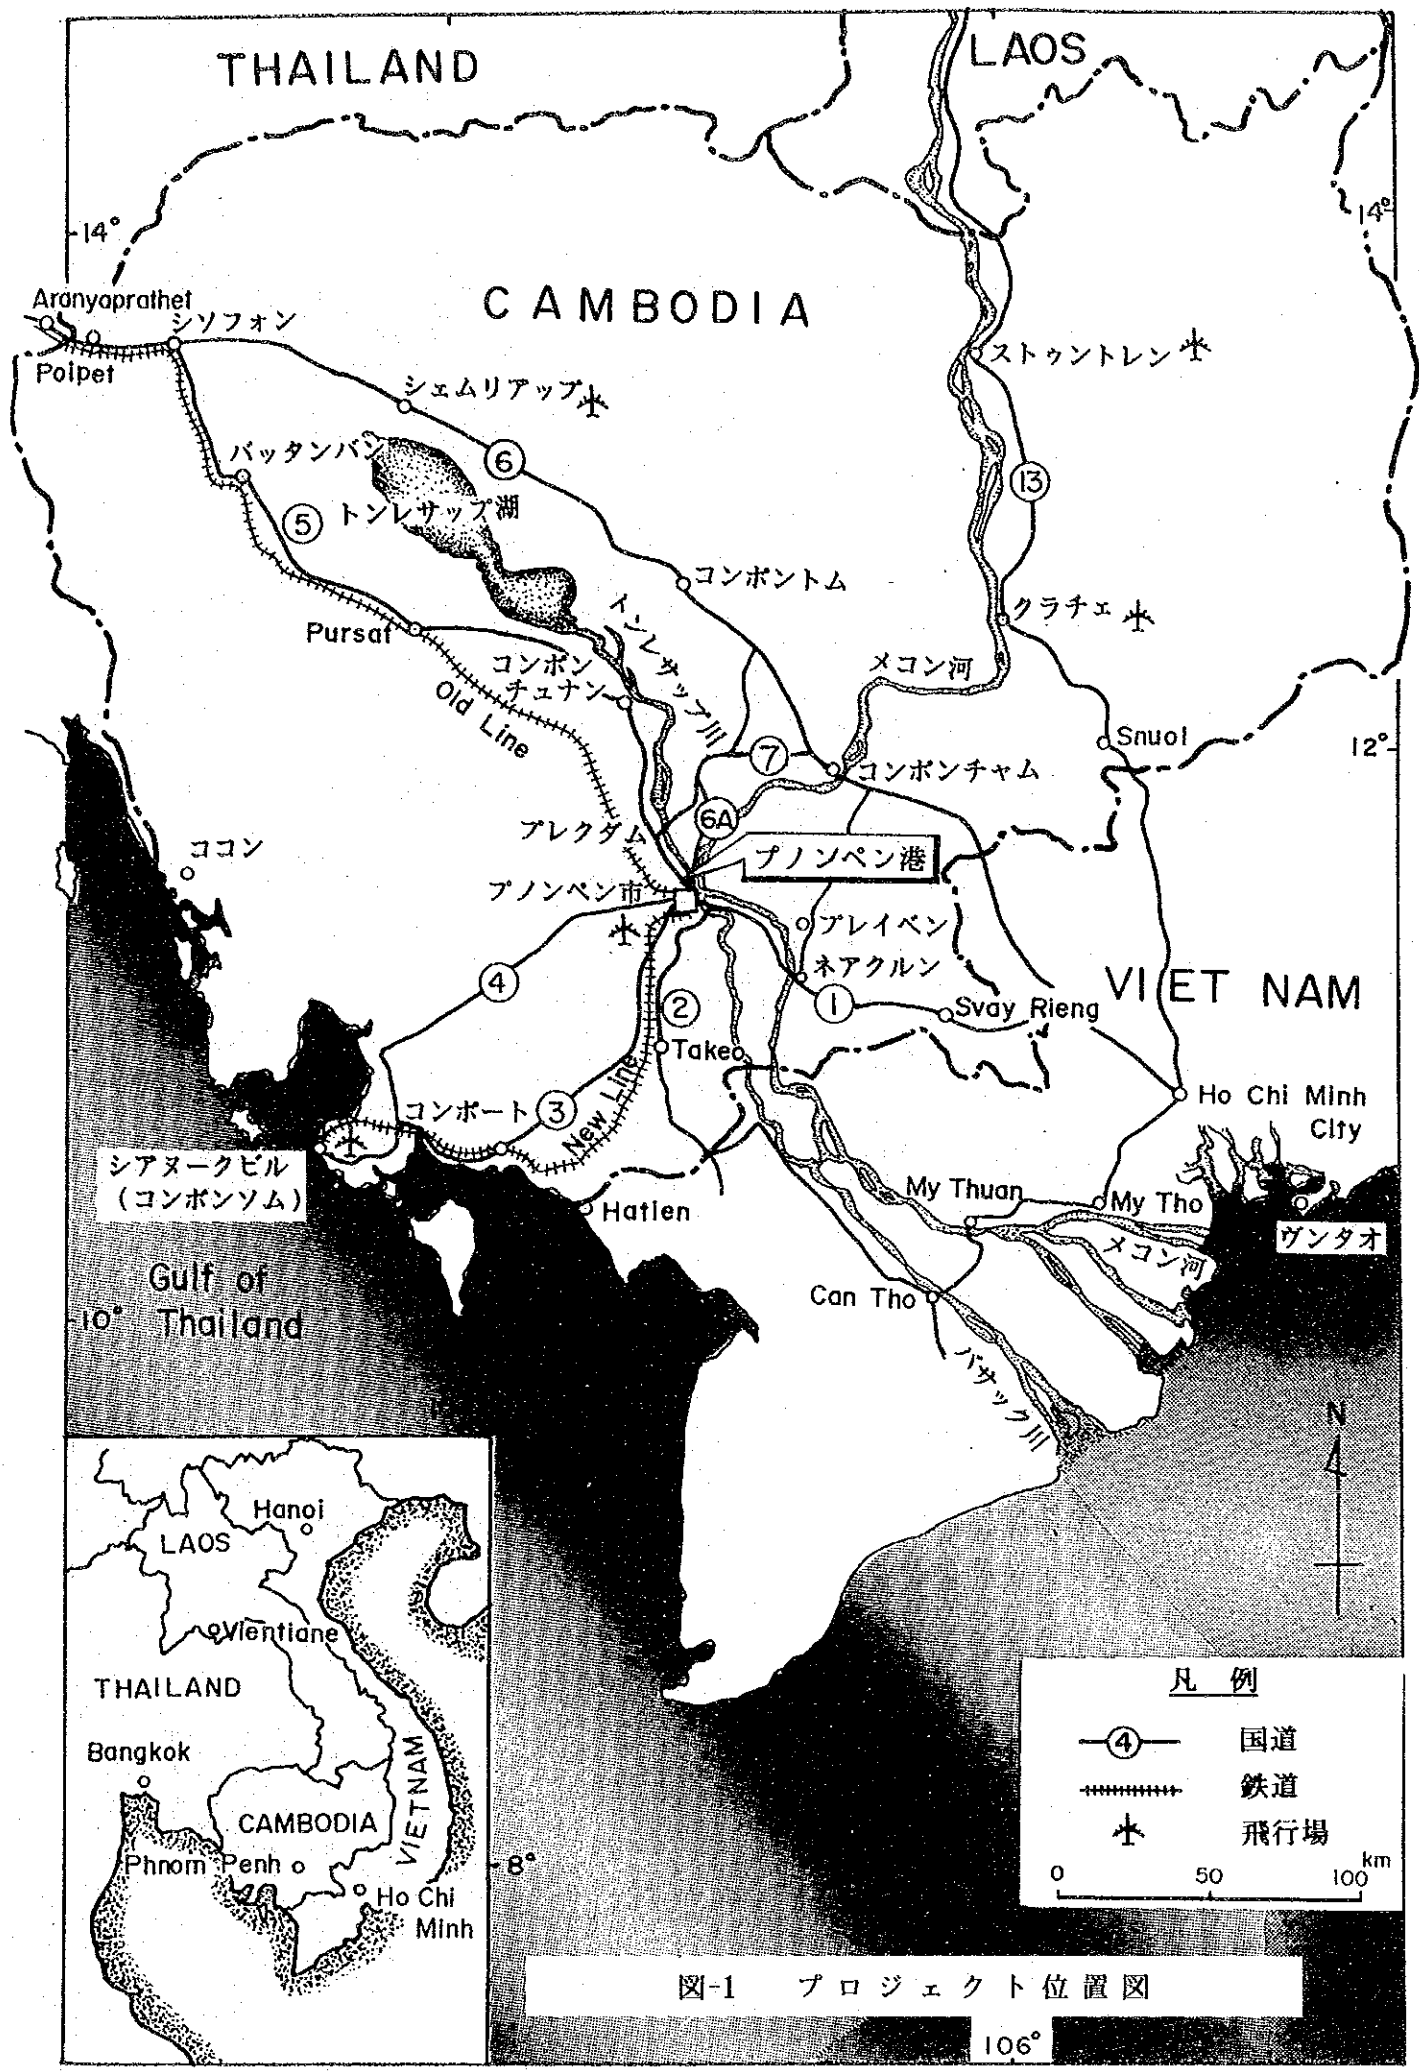 THAILAND
LAOS
14°
14°
CAMBODIA
Aranyaprathet
シソフォン
Poipet
ストゥントレン
シェムリアップ
バッタンバン
6
13
5
トンレサップ湖
コンポントム
クラチェ
トンレサップ川
Pursat
コンポン
チュナン
メコン河
Old Line
Snuol
12°
7
コンポンチャム
6A
プレクダム
プノンペン港
ココン
プノンペン市
プレイベン
ネアクルン
4
VIET NAM
2
1
Svay Rieng
Takeo
New Line
コンポート
3
Ho Chi Minh
City
シアヌークビル
(コンポンソム)
My Thuan
My Tho
Hatien
ヴンタオ
メコン河
Gulf of
Thailand
10°
Can Tho
バサック川
N
Hanoi
LAOS
Vientiane
THAILAND
Bangkok
VIETNAM
CAMBODIA
Phnom Penh
Ho Chi
Minh
8°
凡 例
4 国道
鉄道
飛行場
0 50 100 km
図-1 プロジェクト位置図
106°